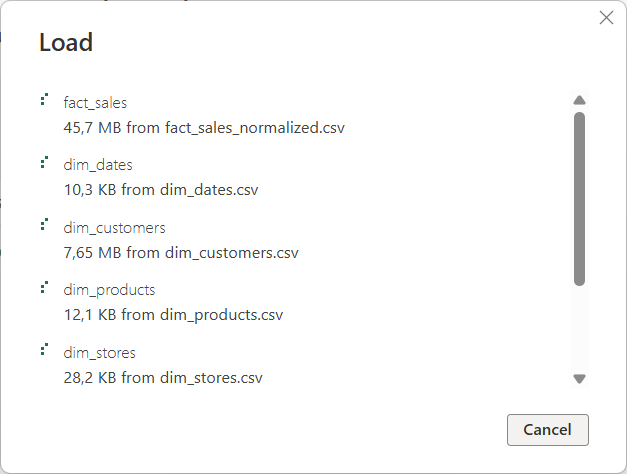 Load
fact_sales
45,7 MB from fact_sales_normalized.csv
dim_dates
10,3 KB from dim_dates.csv
dim_customers
7,65 MB from dim_customers.csv
dim_products
12,1 KB from dim_products.csv
dim_stores
28,2 KB from dim_stores.csv
Cancel